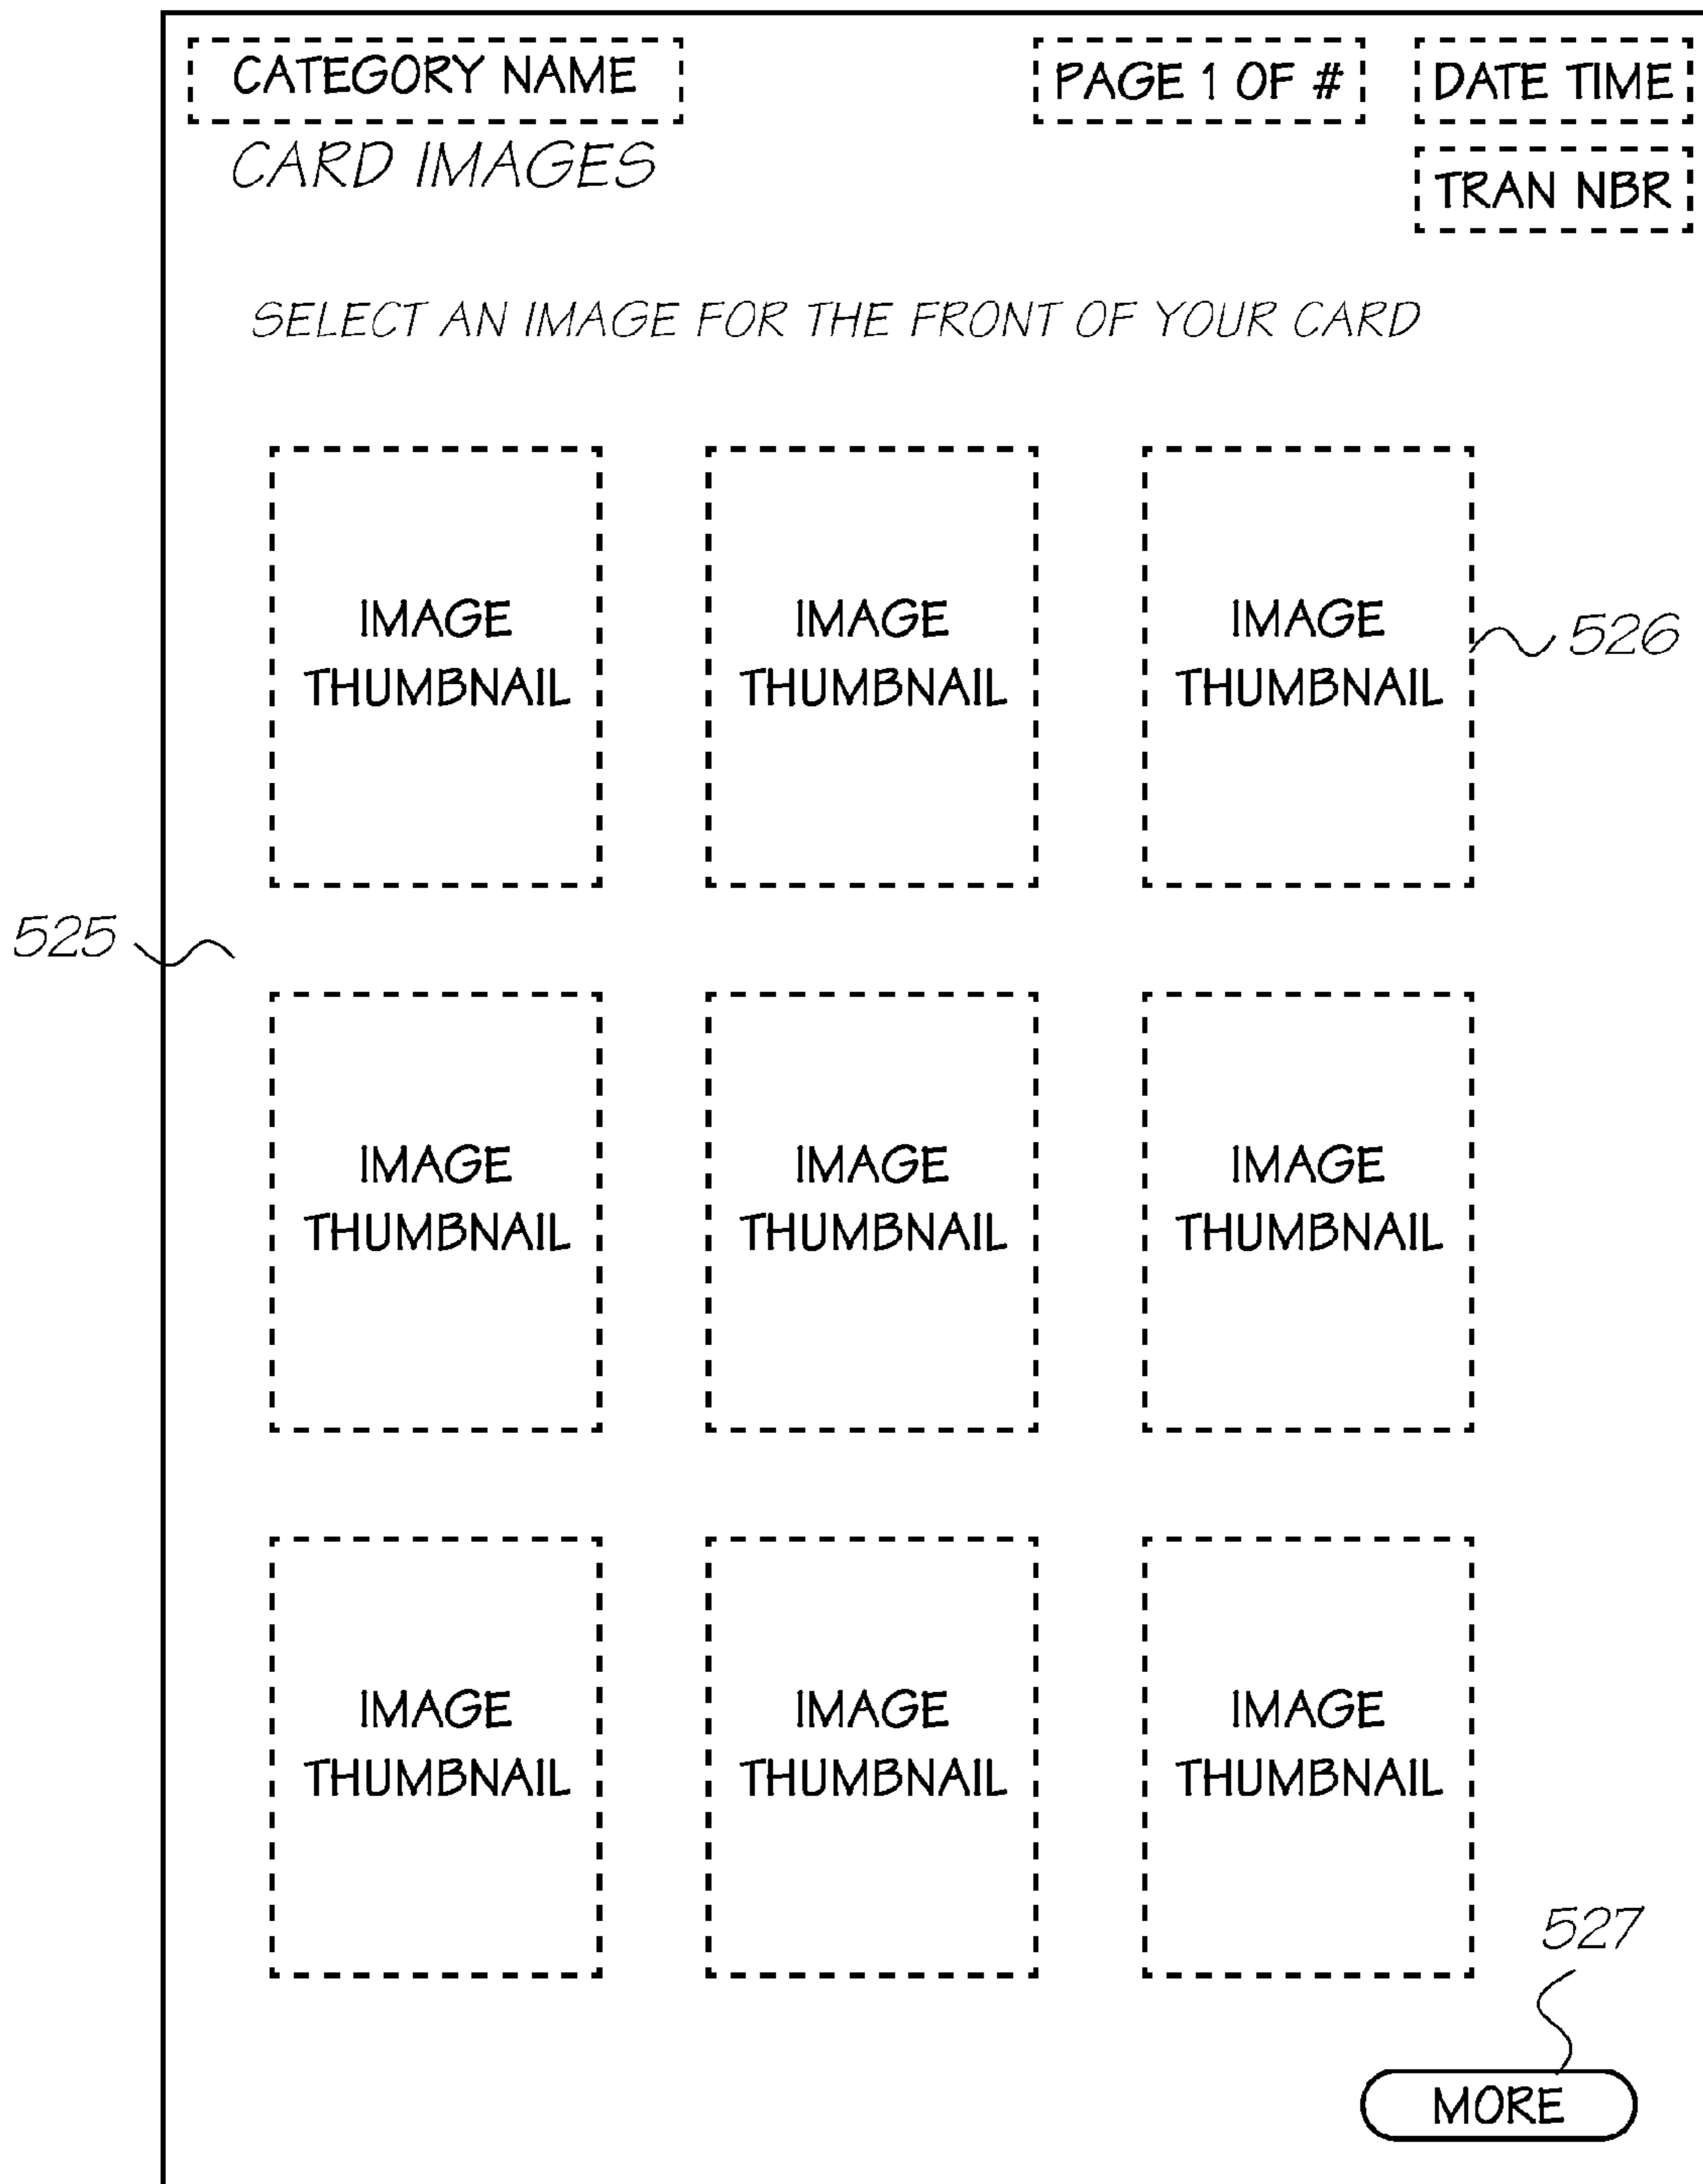 CATEGORY NAME PAGE 1 OF # DATE TIME
CARD IMAGES TRAN NBR
SELECT AN IMAGE FOR THE FRONT OF YOUR CARD
IMAGE IMAGE IMAGE
THUMBNAIL THUMBNAIL THUMBNAIL 526
525
IMAGE IMAGE IMAGE
THUMBNAIL THUMBNAIL THUMBNAIL
IMAGE IMAGE IMAGE
THUMBNAIL THUMBNAIL THUMBNAIL
527
MORE